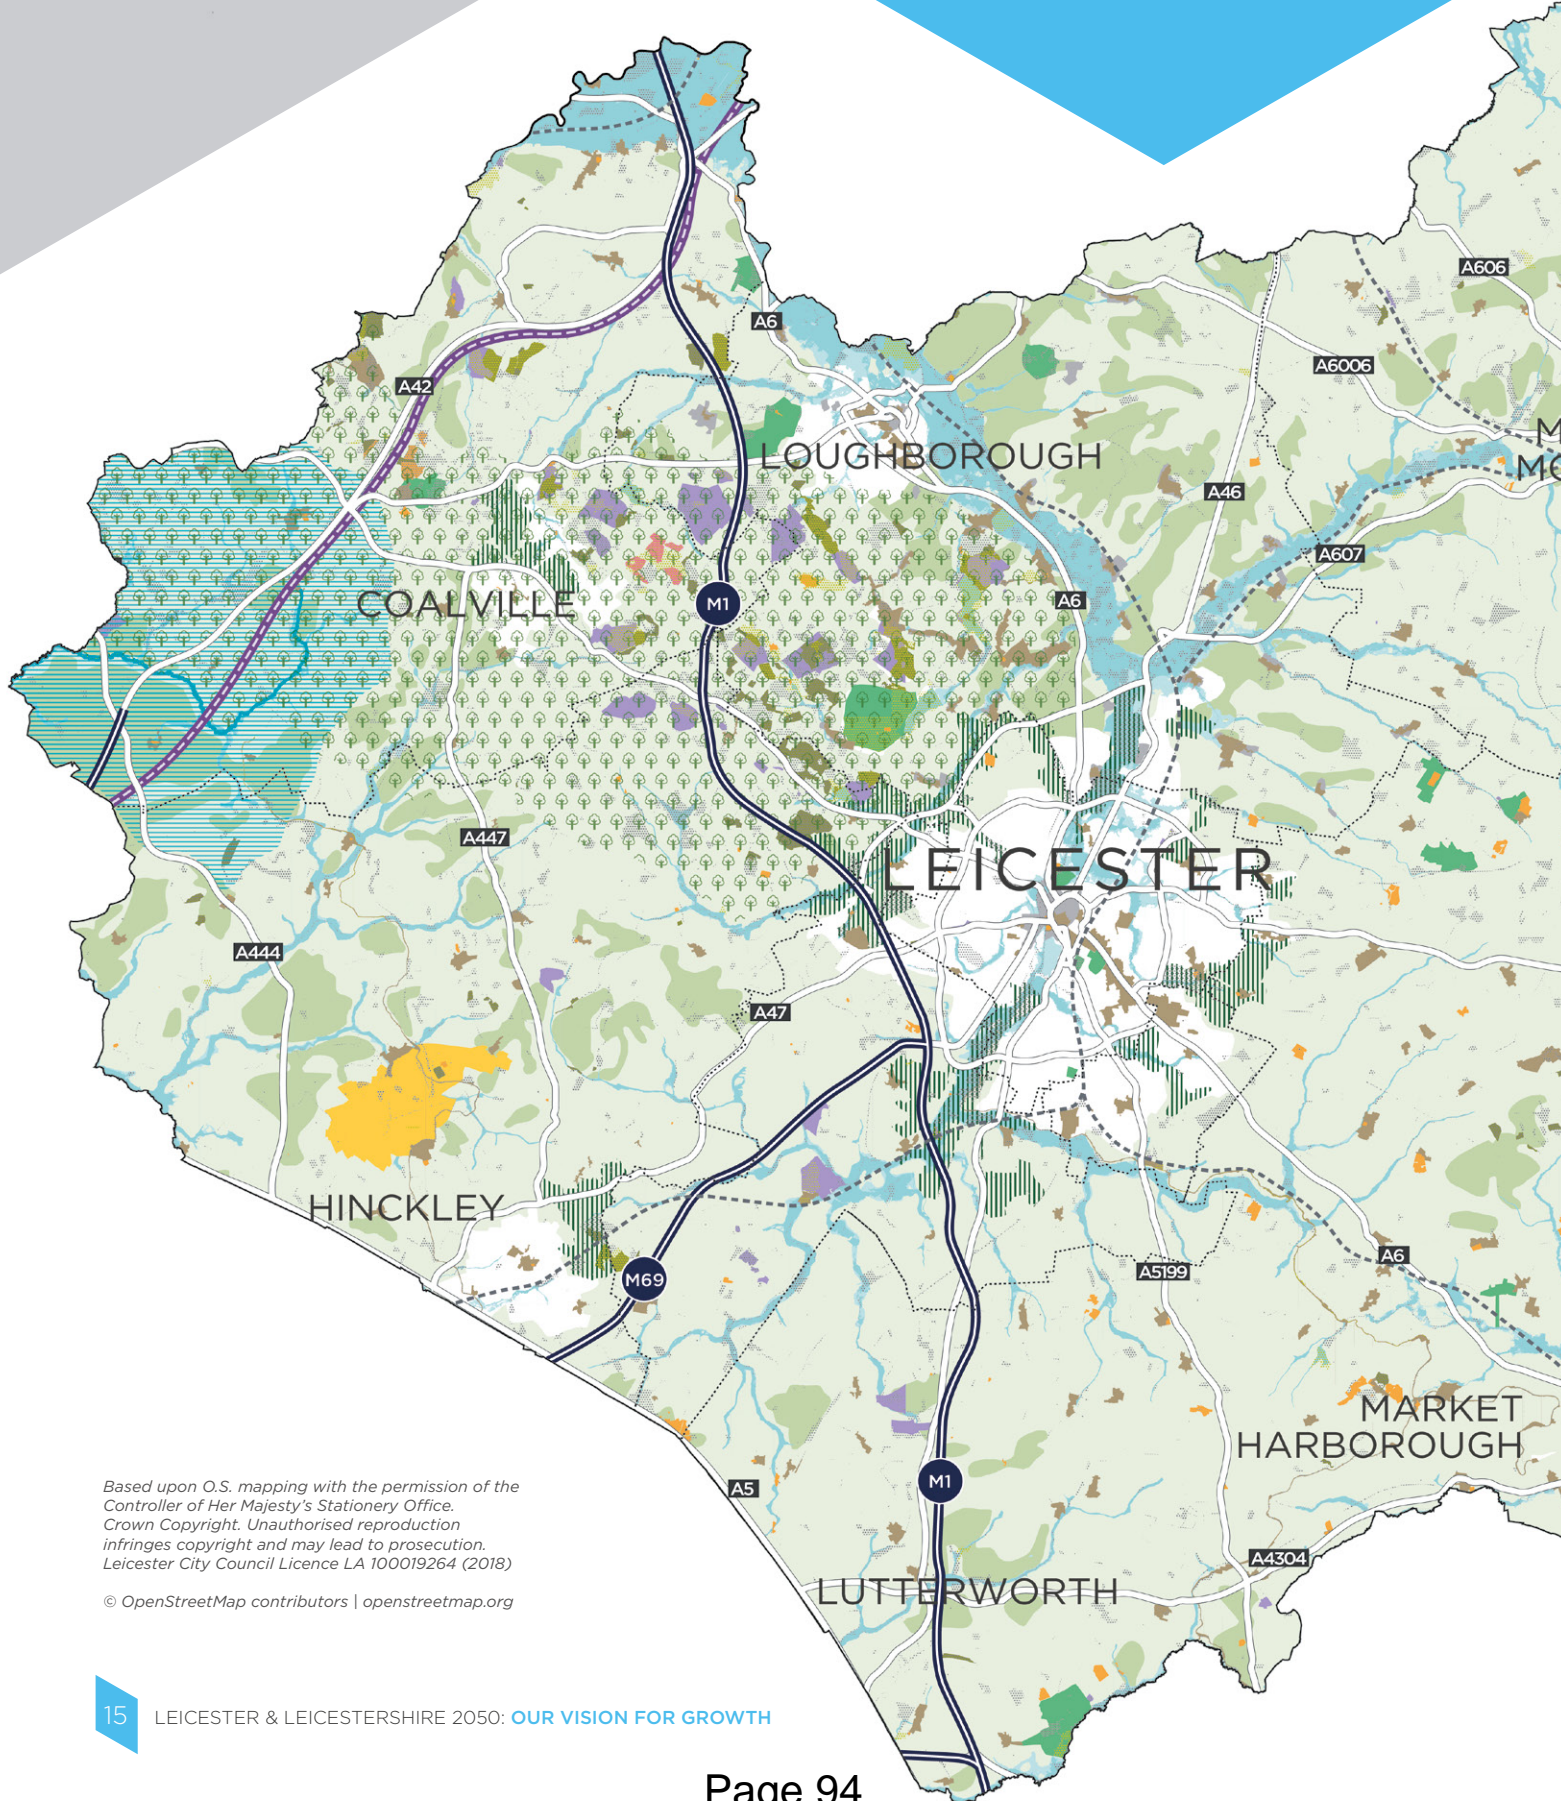 A606
A6
A6006
A42
M
LOUGHBOROUGH
MO
A46
A607
COALVILLE
M1
A6
A447
LEICESTER
A444
A47
HINCKLEY
A6
A5199
M69
MARKET
HARBOROUGH
M1
A5
Based upon O.S. mapping with the permission of the
Controller of Her Majesty's Stationery Office.
Crown Copyright. Unauthorised reproduction
infringes copyright and may lead to prosecution.
Leicester City Council Licence LA 100019264 (2018)
A4304
LUTTERWORTH
© OpenStreetMap contributors | openstreetmap.org
15 LEICESTER & LEICESTERSHIRE 2050: OUR VISION FOR GROWTH
Page 94